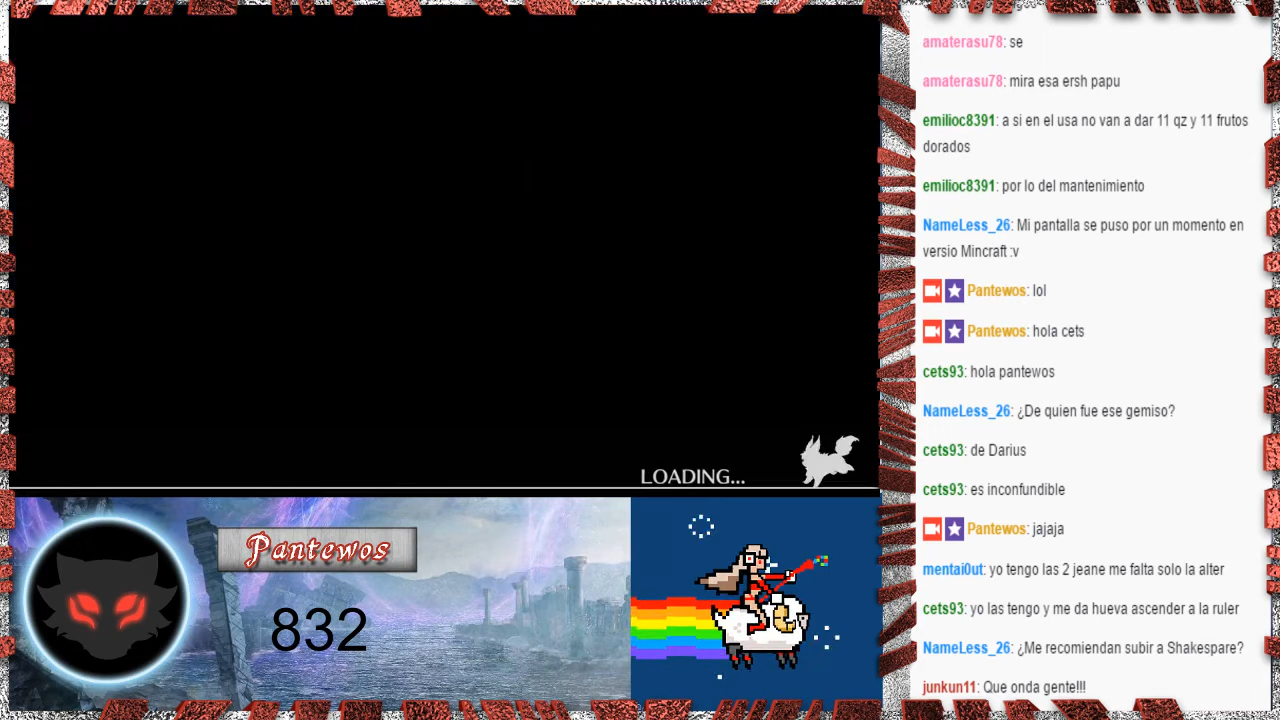 LOADING...
Pantewos
832
amaterasu78: se
amaterasu78: mira esa ersh papu
emilioc8391: a si en el usa no van a dar 11 qz y 11 frutos
dorados
emilioc8391: por lo del mantenimiento
NameLess_26: Mi pantalla se puso por un momento en
versio Mincraft :v
Pantewos: lol
Pantewos: hola cets
cets93: hola pantewos
NameLess_26: ¿De quien fue ese gemiso?
cets93: de Darius
cets93: es inconfundible
Pantewos: jajaja
mentai0ut: yo tengo las 2 jeane me falta solo la alter
cets93: yo las tengo y me da hueva ascender a la ruler
NameLess_26: ¿Me recomiendan subir a Shakespare?
junkun11: Que onda gente!!!